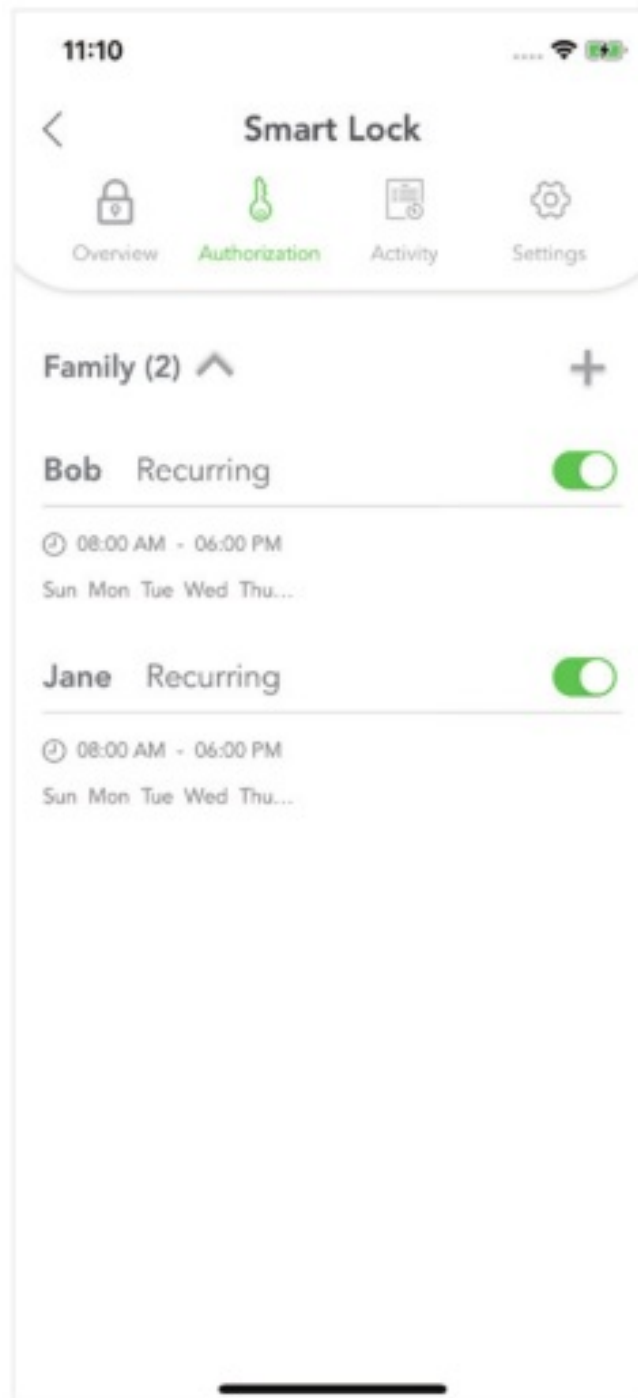 11:10
Smart Lock
Overview Authorization Activity Settings
Family (2)
Bob Recurring
08:00 AM - 06:00 PM
Sun Mon Tue Wed Thu...
Jane Recurring
08:00 AM - 06:00 PM
Sun Mon Tue Wed Thu...